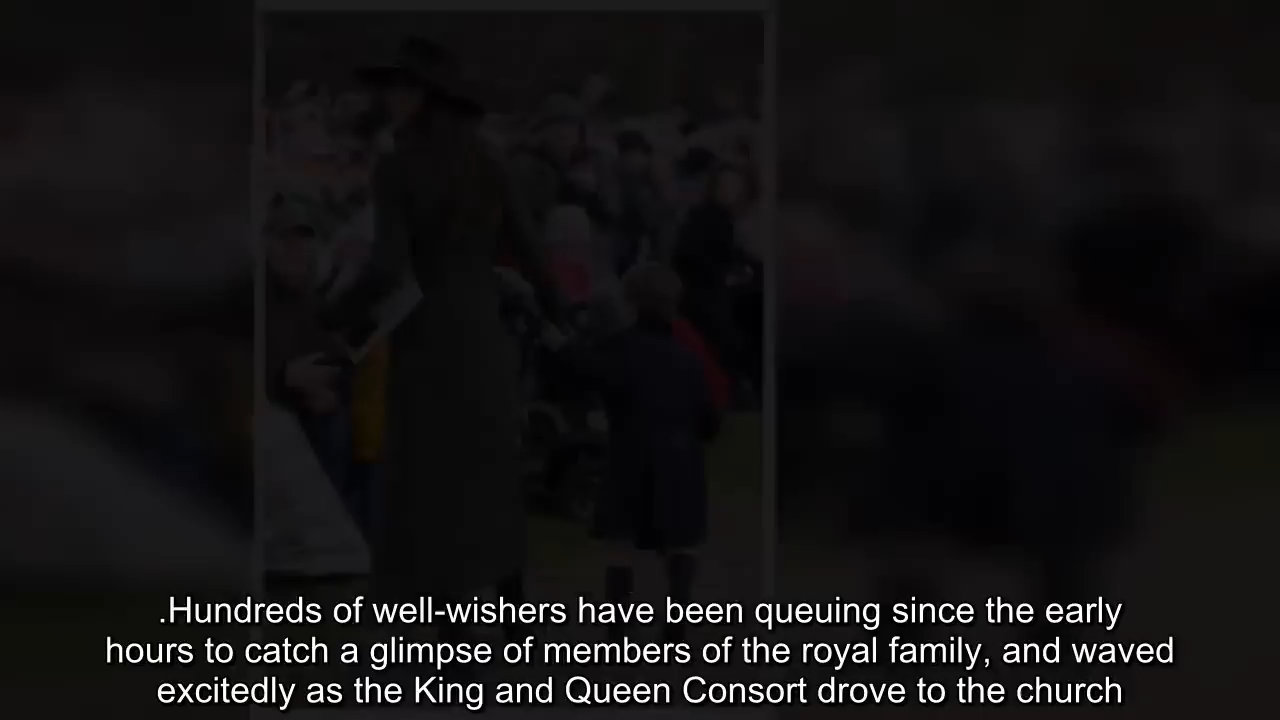 .Hundreds of well-wishers have been queuing since the early
hours to catch a glimpse of members of the royal family, and waved
excitedly as the King and Queen Consort drove to the church